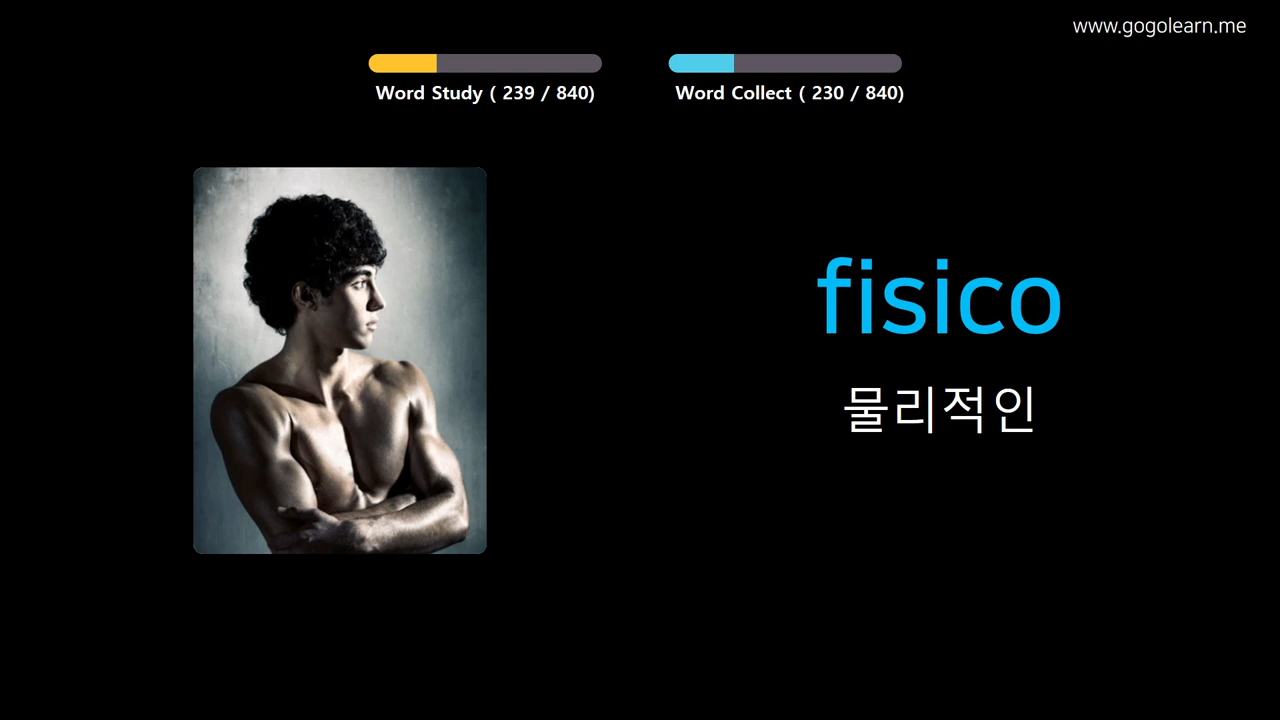 www.gogolearn.me
Word Study ( 239 / 840)
Word Collect ( 230 / 840)
fisico
물리적인